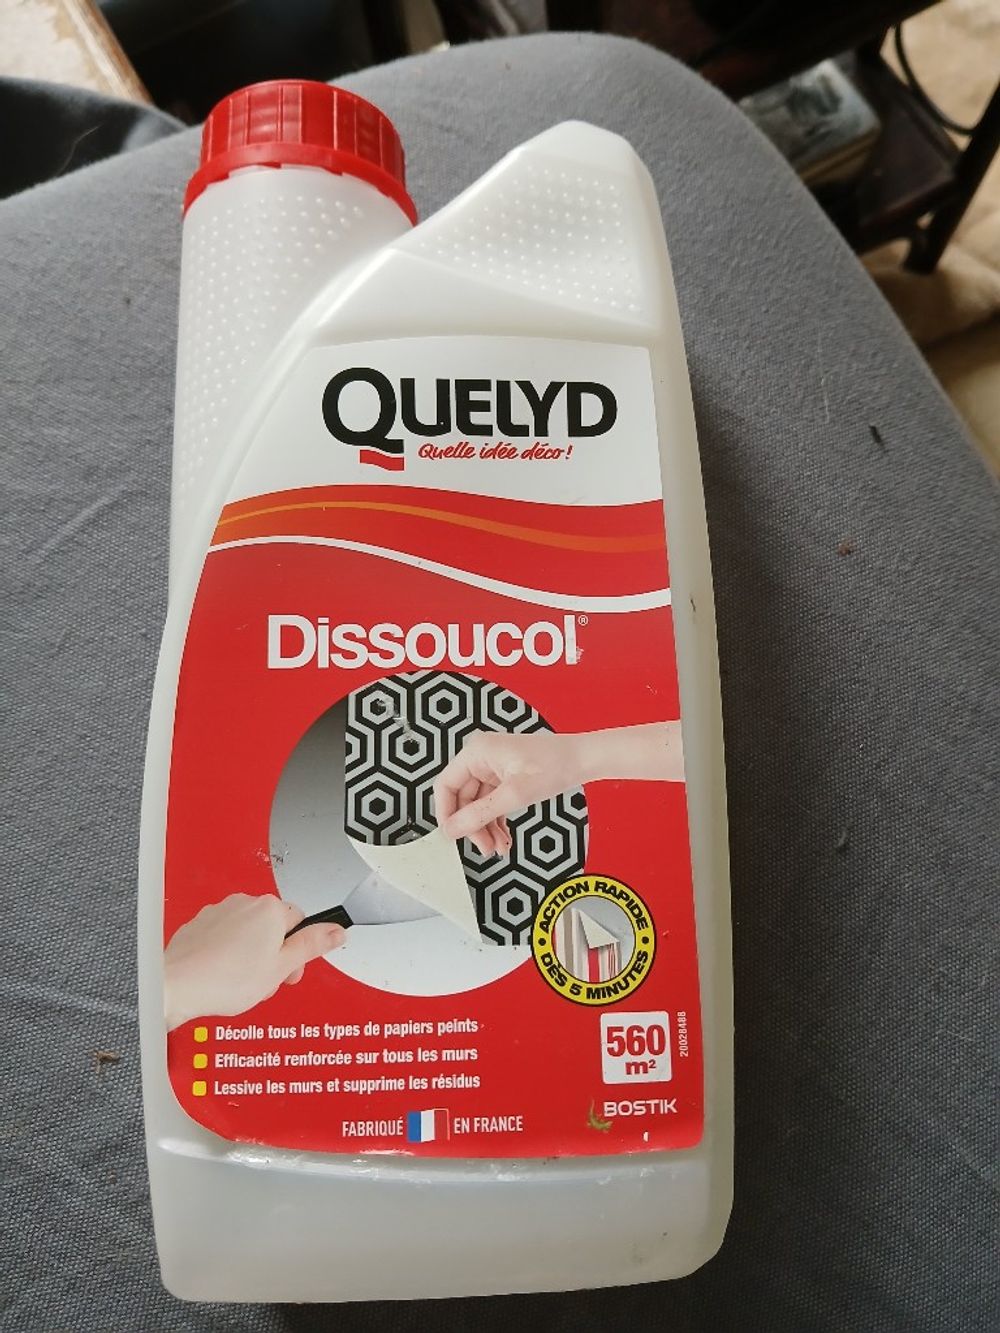 QUELYD
Quelle idée déco!
Dissoucol®
ACTION RAPIDE
DÈS 5 MINUTES
Décolle tous les types de papiers peints
Efficacité renforcée sur tous les murs
Lessive les murs et supprime les résidus
560
m²
20028488
BOSTIK
FABRIQUÉ EN FRANCE